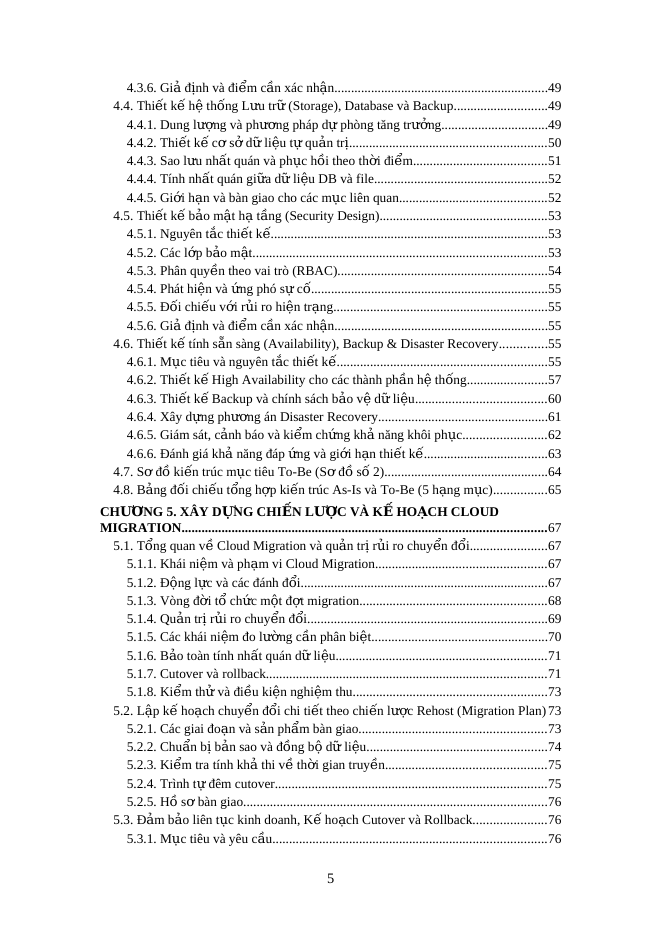 4.3.6. Giả định và điểm cần xác nhận.................................................................49
4.4. Thiết kế hệ thống Lưu trữ (Storage), Database và Backup............................49
4.4.1. Dung lượng và phương pháp dự phòng tăng trưởng................................49
4.4.2. Thiết kế cơ sở dữ liệu tự quản trị............................................................50
4.4.3. Sao lưu nhất quán và phục hồi theo thời điểm.........................................51
4.4.4. Tính nhất quán giữa dữ liệu DB và file.....................................................52
4.4.5. Giới hạn và bàn giao cho các mục liên quan.............................................52
4.5. Thiết kế bảo mật hạ tầng (Security Design)...................................................53
4.5.1. Nguyên tắc thiết kế....................................................................................53
4.5.2. Các lớp bảo mật.........................................................................................53
4.5.3. Phân quyền theo vai trò (RBAC)................................................................54
4.5.4. Phát hiện và ứng phó sự cố........................................................................55
4.5.5. Đối chiếu với rủi ro hiện trạng.................................................................55
4.5.6. Giả định và điểm cần xác nhận.................................................................55
4.6. Thiết kế tính sẵn sàng (Availability), Backup & Disaster Recovery..............55
4.6.1. Mục tiêu và nguyên tắc thiết kế................................................................55
4.6.2. Thiết kế High Availability cho các thành phần hệ thống........................57
4.6.3. Thiết kế Backup và chính sách bảo vệ dữ liệu........................................60
4.6.4. Xây dựng phương án Disaster Recovery....................................................61
4.6.5. Giám sát, cảnh báo và kiểm chứng khả năng khôi phục.........................62
4.6.6. Đánh giá khả năng đáp ứng và giới hạn thiết kế.....................................63
4.7. Sơ đồ kiến trúc mục tiêu To-Be (Sơ đồ số 2).................................................64
4.8. Bảng đối chiếu tổng hợp kiến trúc As-Is và To-Be (5 hạng mục)................65
CHƯƠNG 5. XÂY DỰNG CHIẾN LƯỢC VÀ KẾ HOẠCH CLOUD
MIGRATION...............................................................................................................67
5.1. Tổng quan về Cloud Migration và quản trị rủi ro chuyển đổi.......................67
5.1.1. Khái niệm và phạm vi Cloud Migration....................................................67
5.1.2. Động lực và các đánh đổi...........................................................................67
5.1.3. Vòng đời tổ chức một đợt migration.........................................................68
5.1.4. Quản trị rủi ro chuyển đổi.........................................................................69
5.1.5. Các khái niệm đo lường cần phân biệt.....................................................70
5.1.6. Bảo toàn tính nhất quán dữ liệu................................................................71
5.1.7. Cutover và rollback.....................................................................................71
5.1.8. Kiểm thử và điều kiện nghiệm thu...........................................................73
5.2. Lập kế hoạch chuyển đổi chi tiết theo chiến lược Rehost (Migration Plan) 73
5.2.1. Các giai đoạn và sản phẩm bàn giao.........................................................73
5.2.2. Chuẩn bị bản sao và đồng bộ dữ liệu.......................................................74
5.2.3. Kiểm tra tính khả thi về thời gian truyền.................................................75
5.2.4. Trình tự đêm cutover..................................................................................75
5.2.5. Hồ sơ bàn giao............................................................................................76
5.3. Đảm bảo liên tục kinh doanh, Kế hoạch Cutover và Rollback......................76
5.3.1. Mục tiêu và yêu cầu...................................................................................76
5